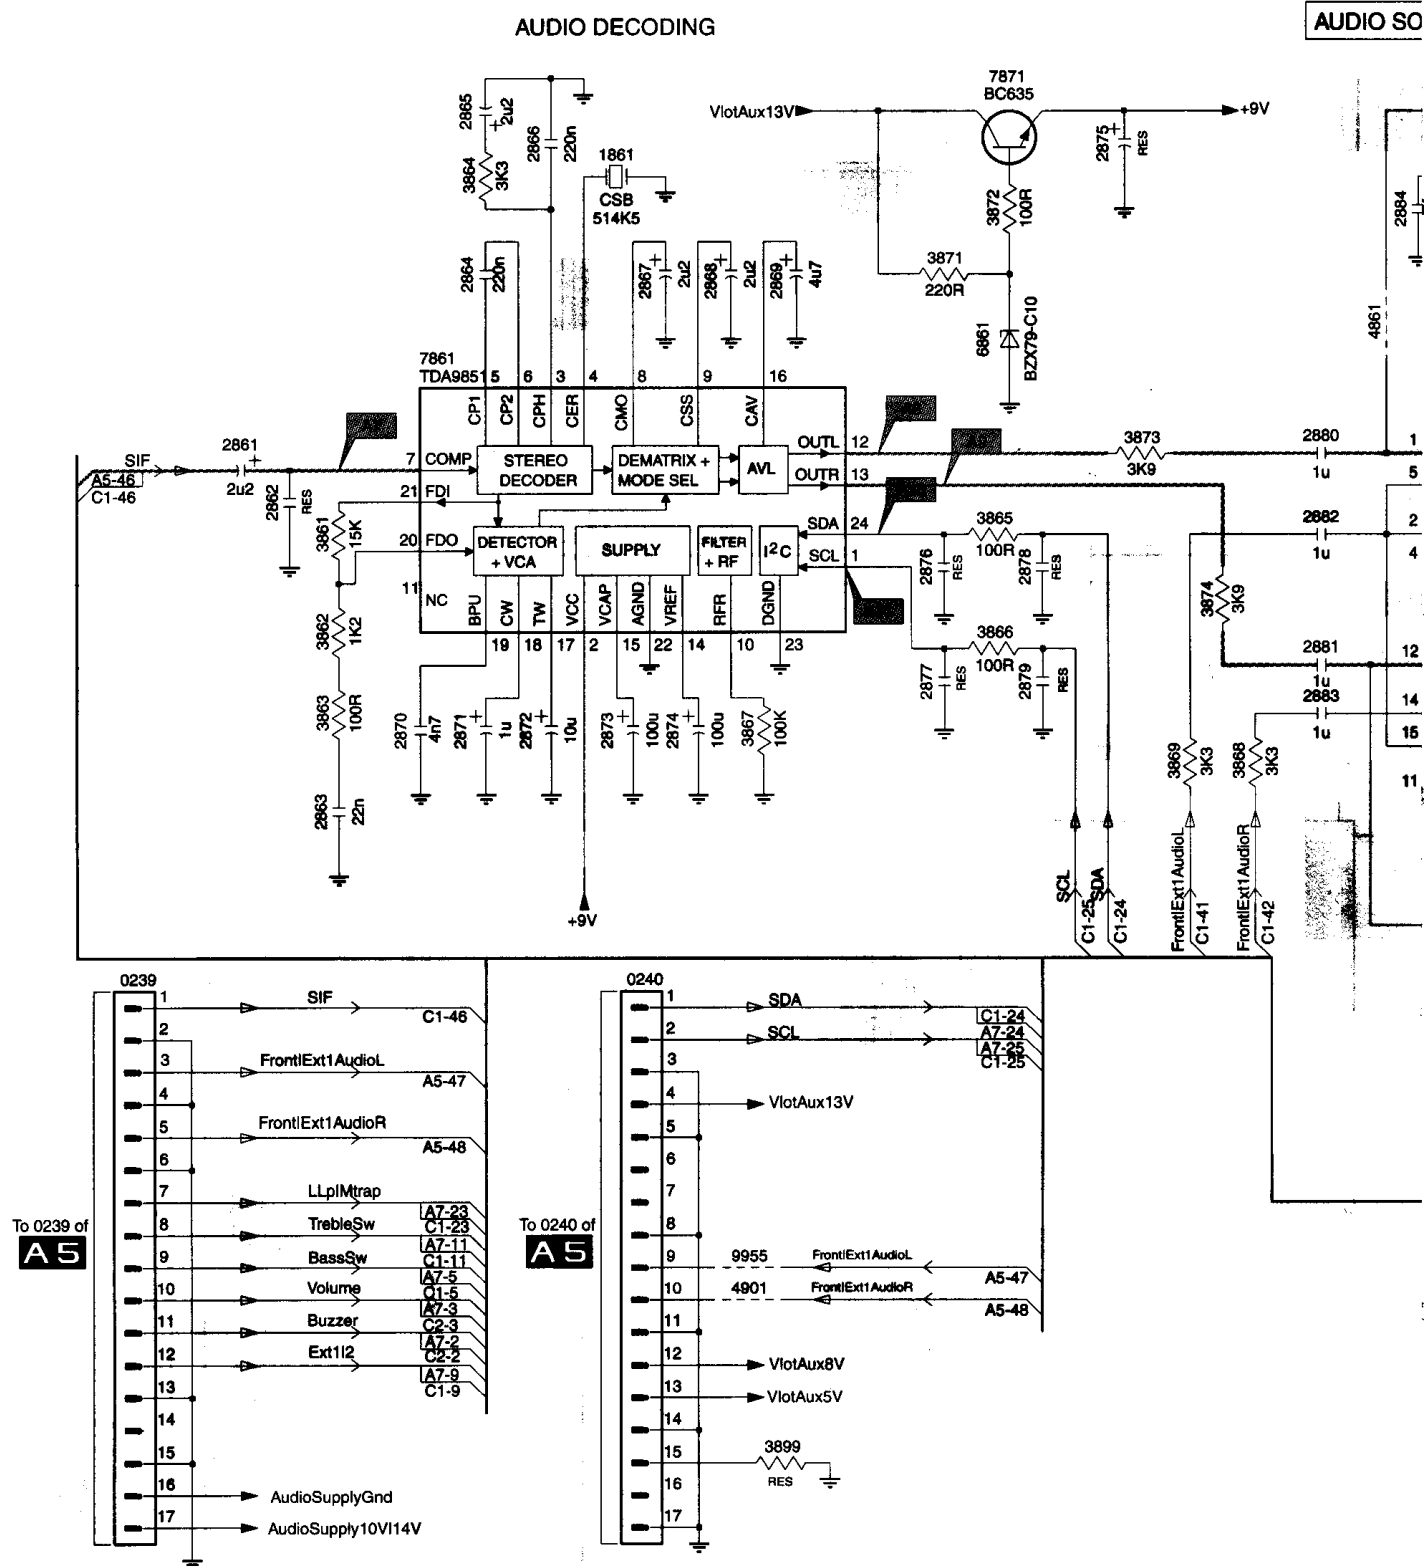 AUDIO DECODING
AUDIO SO
7871
BC635
VlotAux13V
+9V
2865
2u2
2866
220n
3864
3K3
1861
CSB
514K5
2875
RES
3872
100R
2884
2864
220n
2867
2u2
2868
2u2
2869
4u7
3871
220R
6861
BZX79-C10
4861
7861
TDA9851
5 6 3 4 8 9 16
CP1 CP2 CPH CER CMO CSS CAV
SIF
A5-46
C1-46
2861
2u2
2862
RES
7 COMP
STEREO
DECODER
DEMATRIX +
MODE SEL
AVL
OUTL 12
OUTR 13
3873
3K9
2880
1u
1
5
21 FDI
3861
15K
20 FDO
DETECTOR
+ VCA
SUPPLY
FILTER
+ RF
I2C
SDA 24
SCL 1
3865
100R
2876
RES
2878
RES
2882
1u
2
4
11 NC
BPU CW TW VCC VCAP AGND VREF RFR DGND
19 18 17 2 15 22 14 10 23
3862
1K2
3874
3K9
3866
100R
2877
RES
2879
RES
2881
1u
12
2883
1u
14
15
3863
100R
2870
4n7
2871
1u
2872
10u
2873
100u
2874
100u
3867
100K
3869
3K3
3868
3K3
11
2863
22n
+9V
SCL
C1-25
SDA
C1-24
FrontlExt1AudioL
C1-41
FrontlExt1AudioR
C1-42
0239
1 SIF C1-46
2
3 FrontlExt1AudioL A5-47
4
5 FrontlExt1AudioR A5-48
6
7 LLplMtrap A7-23
C1-23
8 TrebleSw A7-11
C1-11
9 BassSw A7-5
C1-5
10 Volume A7-3
C2-3
11 Buzzer A7-2
C2-2
12 Ext1l2 A7-9
C1-9
13
14
15
16 AudioSupplyGnd
17 AudioSupply10Vl14V
To 0239 of
A5
0240
1 SDA C1-24
A7-24
2 SCL A7-25
C1-25
3
4 VlotAux13V
5
6
7
8
9 9955 FrontlExt1AudioL A5-47
10 4901 FrontlExt1AudioR A5-48
11
12 VlotAux8V
13 VlotAux5V
14
15 3899
RES
16
17
To 0240 of
A5